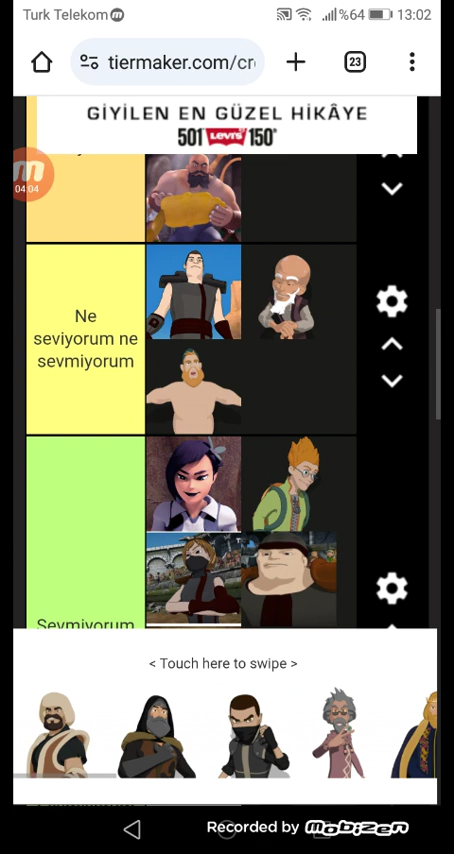 Turk Telekom m %64 13:02
tiermaker.com/cr
23
GİYİLEN EN GÜZEL HİKÂYE
501 Levi's 150
m
04:04
Ne
seviyorum ne
sevmiyorum
Sevmiyorum
< Touch here to swipe >
Recorded by mobizen